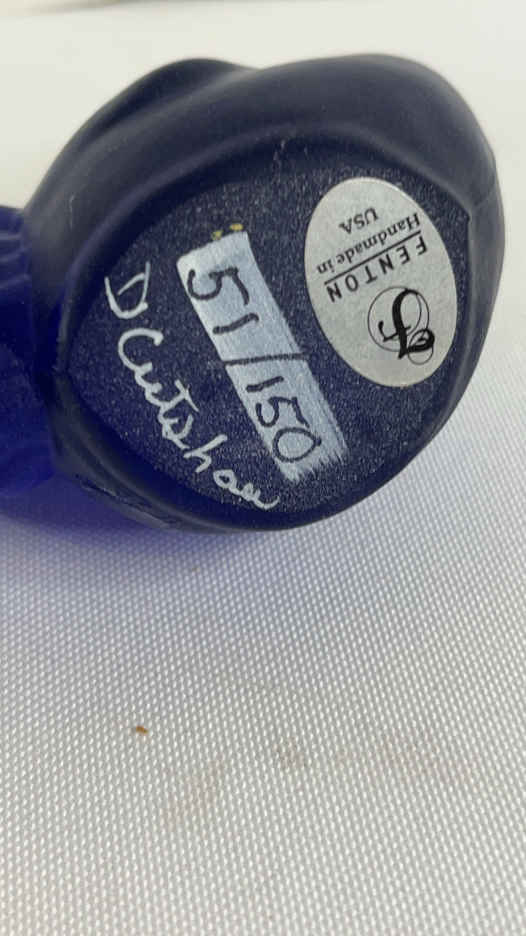 FENTON
Handmade in
USA
51/150
D Cutshaw